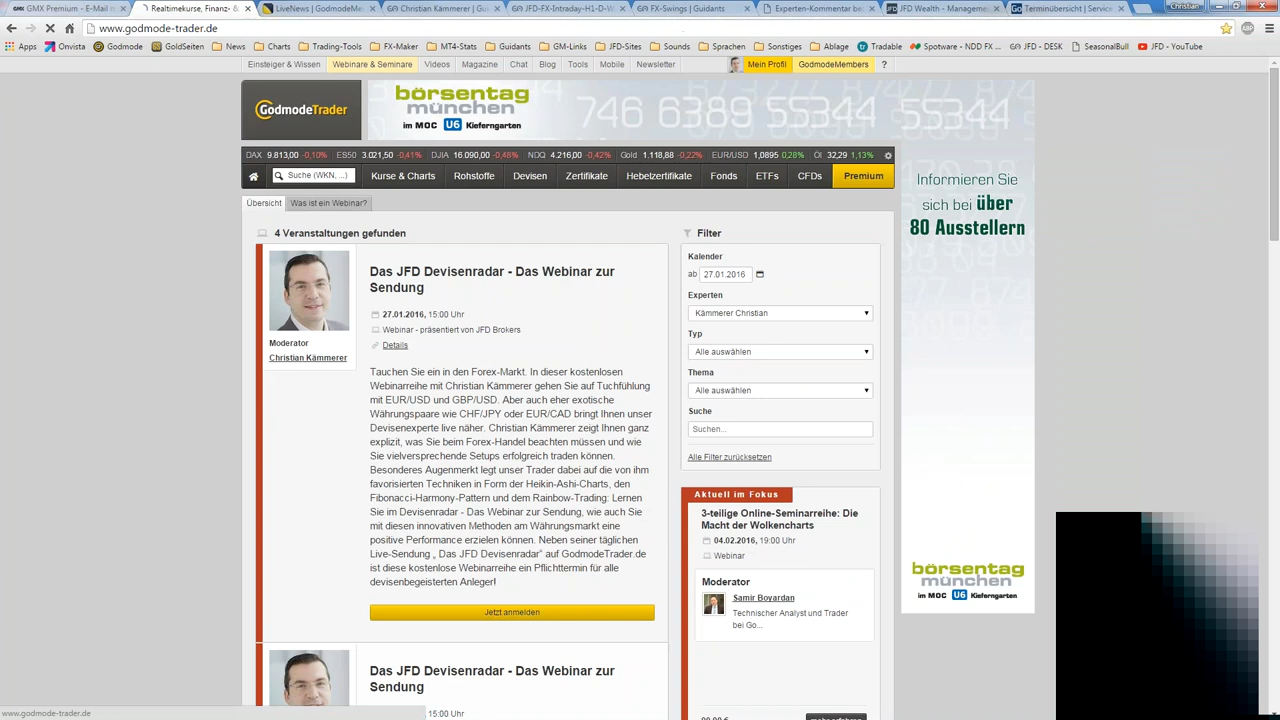 GMX Premium - E-Mail m
Realtimekurse, Finanz- &
LiveNews | GodmodeMem
Christian Kämmerer | Gu
JFD-FX-Intraday-H1-D-W
FX-Swings | Guidants
Experten-Kommentar be
JFD Wealth - Manageme
Terminübersicht | Service
Christian
www.godmode-trader.de
Apps
Onvista
Godmode
GoldSeiten
News
Charts
Trading-Tools
FX-Maker
MT4-Stats
Guidants
GM-Links
JFD-Sites
Sounds
Sprachen
Sonstiges
Ablage
Tradable
Spotware - NDD FX ...
JFD - DESK
SeasonalBull
JFD - YouTube
Einsteiger & Wissen
Webinare & Seminare
Videos
Magazine
Chat
Blog
Tools
Mobile
Newsletter
Mein Profil
GodmodeMembers
?
GodmodeTrader
börsentag
münchen
im MOC U6 Kieferngarten
746 6389 55344 55344
DAX 9.813,00 -0,10% ES50 3.021,50 -0,41% DJIA 16.090,00 -0,48% NDQ 4.216,00 -0,42% Gold 1.118,88 -0,22% EUR/USD 1,0895 0,28% Öl 32,29 1,13%
Suche (WKN, ...)
Kurse & Charts
Rohstoffe
Devisen
Zertifikate
Hebelzertifikate
Fonds
ETFs
CFDs
Premium
Übersicht
Was ist ein Webinar?
4 Veranstaltungen gefunden
Das JFD Devisenradar - Das Webinar zur
Sendung
27.01.2016, 15:00 Uhr
Webinar - präsentiert von JFD Brokers
Details
Moderator
Christian Kämmerer
Tauchen Sie ein in den Forex-Markt. In dieser kostenlosen
Webinarreihe mit Christian Kämmerer gehen Sie auf Tuchfühlung
mit EUR/USD und GBP/USD. Aber auch eher exotische
Währungspaare wie CHF/JPY oder EUR/CAD bringt Ihnen unser
Devisenexperte live näher. Christian Kämmerer zeigt Ihnen ganz
explizit, was Sie beim Forex-Handel beachten müssen und wie
Sie vielversprechende Setups erfolgreich traden können.
Besonderes Augenmerk legt unser Trader dabei auf die von ihm
favorisierten Techniken in Form der Heikin-Ashi-Charts, den
Fibonacci-Harmony-Pattern und dem Rainbow-Trading: Lernen
Sie im Devisenradar - Das Webinar zur Sendung, wie auch Sie
mit diesen innovativen Methoden am Währungsmarkt eine
positive Performance erzielen können. Neben seiner täglichen
Live-Sendung „ Das JFD Devisenradar“ auf GodmodeTrader.de
ist diese kostenlose Webinarreihe ein Pflichttermin für alle
devisenbegeisterten Anleger!
Jetzt anmelden
Das JFD Devisenradar - Das Webinar zur
Sendung
15:00 Uhr
Filter
Kalender
ab 27.01.2016
Experten
Kämmerer Christian
Typ
Alle auswählen
Thema
Alle auswählen
Suche
Suchen...
Alle Filter zurücksetzen
Aktuell im Fokus
3-teilige Online-Seminarreihe: Die
Macht der Wolkencharts
04.02.2016, 19:00 Uhr
Webinar
Moderator
Samir Boyardan
Technischer Analyst und Trader
bei Go...
Informieren Sie
sich bei über
80 Ausstellern
börsentag
münchen
im MOC U6 Kieferngarten
www.godmode-trader.de